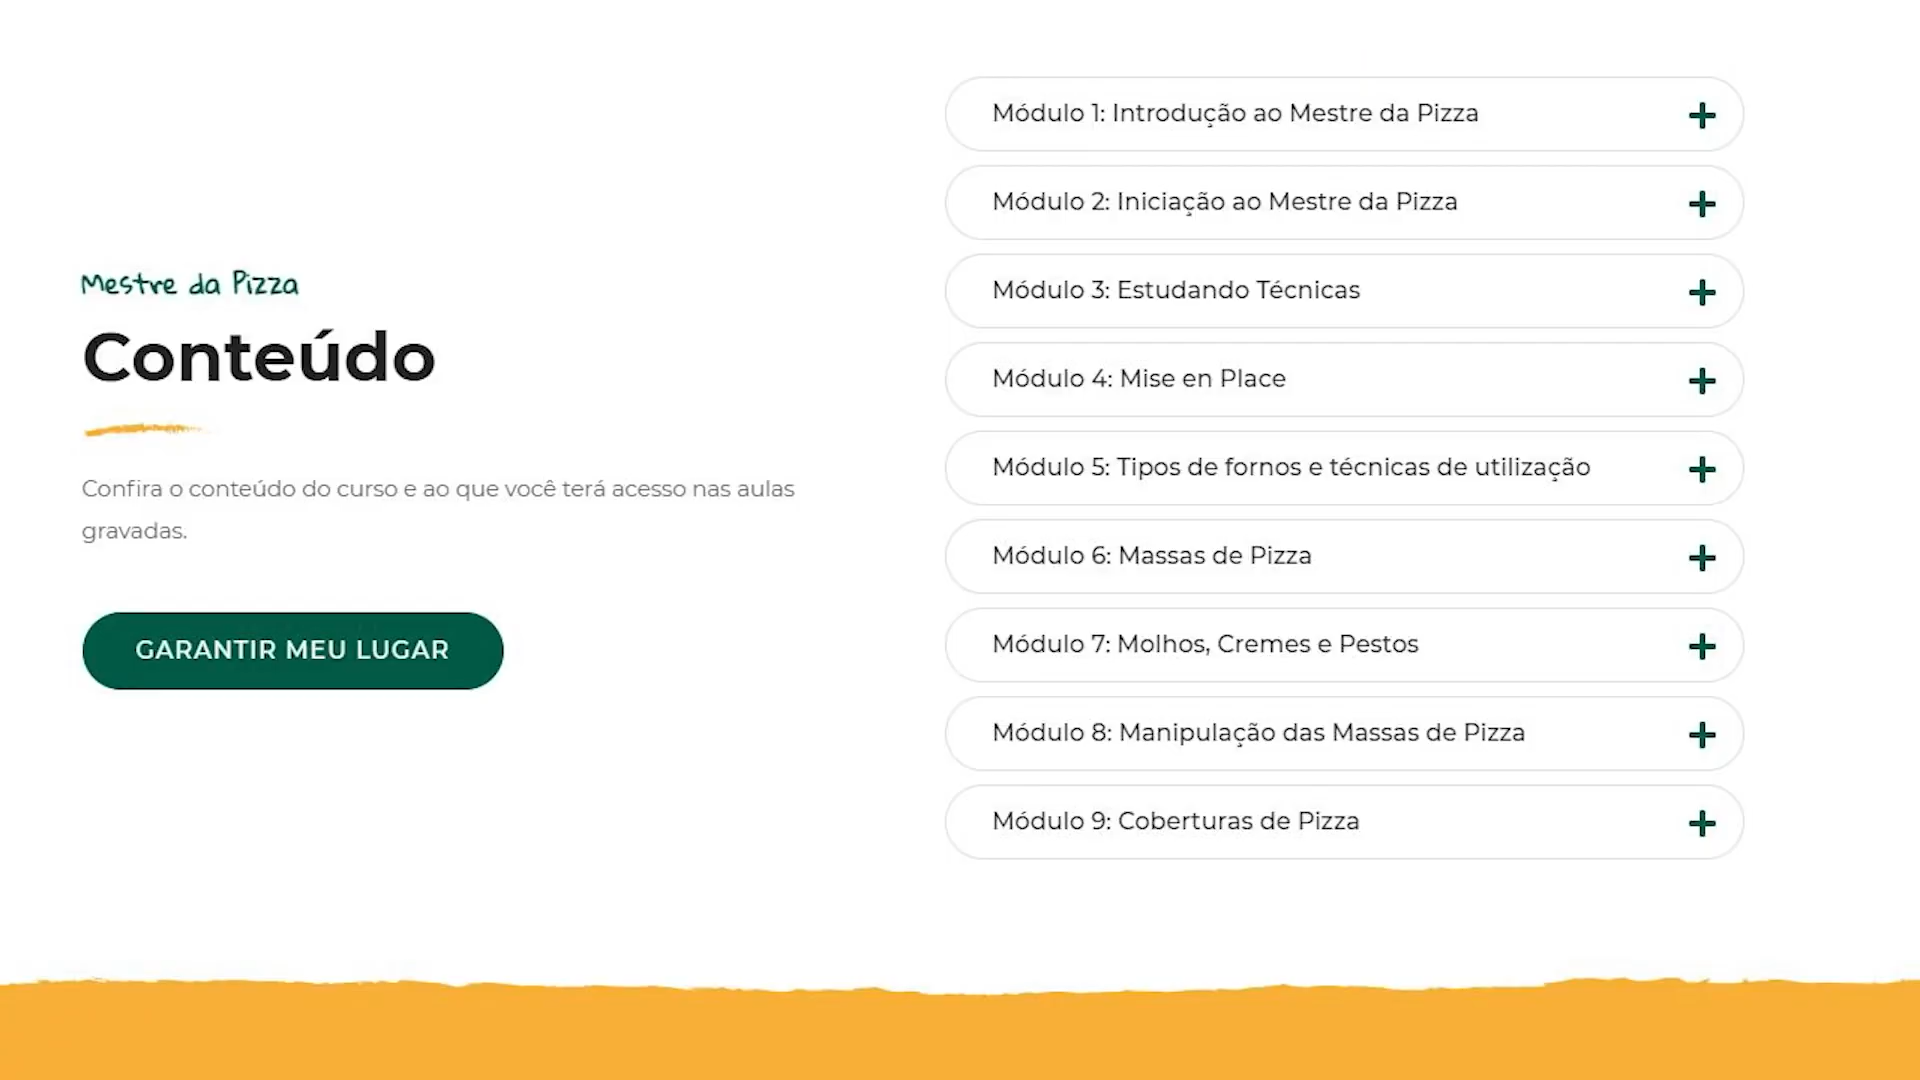 Mestre da Pizza
Conteúdo
Confira o conteúdo do curso e ao que você terá acesso nas aulas
gravadas.
GARANTIR MEU LUGAR
Módulo 1: Introdução ao Mestre da Pizza
Módulo 2: Iniciação ao Mestre da Pizza
Módulo 3: Estudando Técnicas
Módulo 4: Mise en Place
Módulo 5: Tipos de fornos e técnicas de utilização
Módulo 6: Massas de Pizza
Módulo 7: Molhos, Cremes e Pestos
Módulo 8: Manipulação das Massas de Pizza
Módulo 9: Coberturas de Pizza